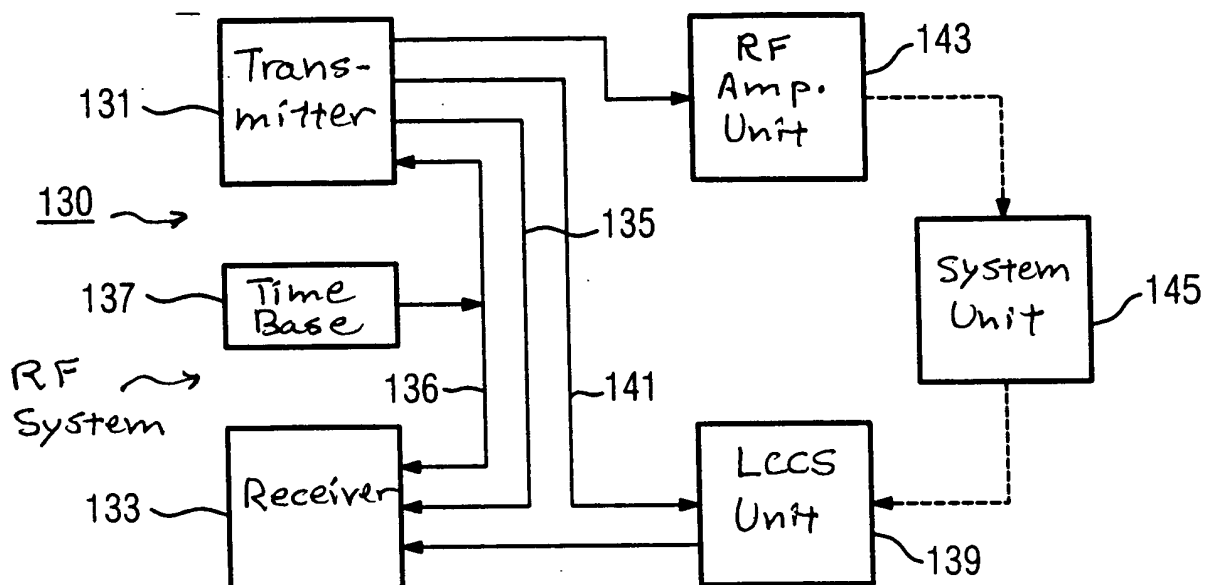 Trans-
mitter
131
RF
Amp.
Unit
143
130
135
Time
Base
137
System
Unit
145
RF
System
136
141
Receiver
133
LCCS
Unit
139